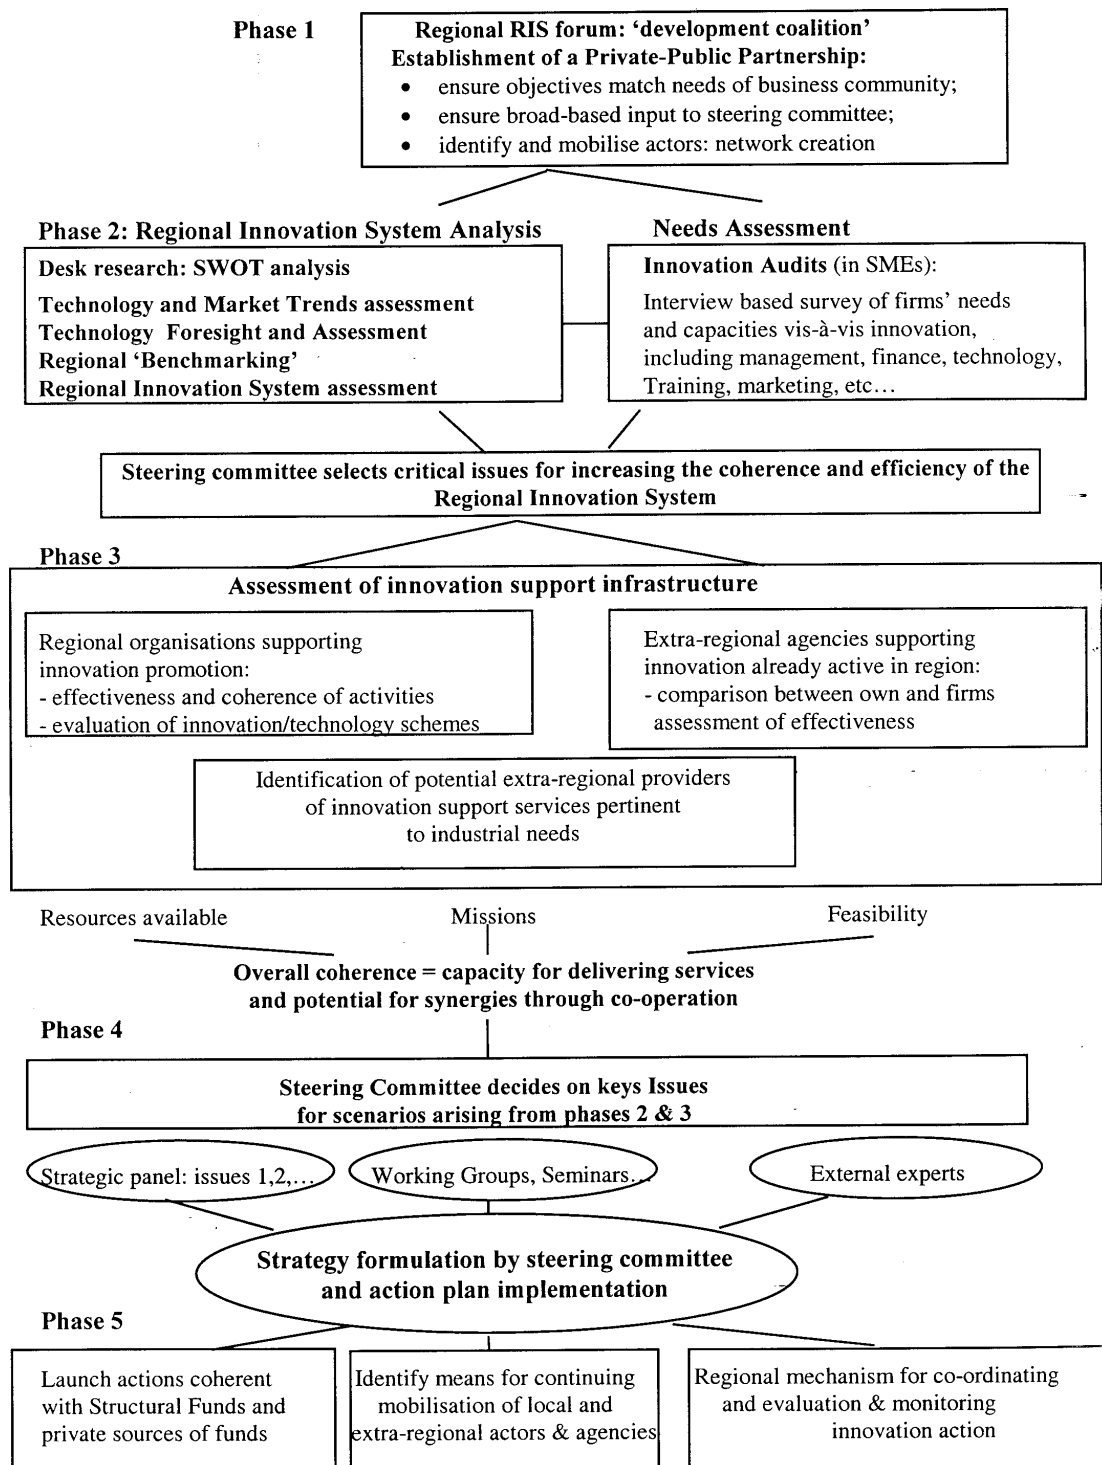 Phase 1
Regional RIS forum: ‘development coalition’
Establishment of a Private-Public Partnership:
• ensure objectives match needs of business community;
• ensure broad-based input to steering committee;
• identify and mobilise actors: network creation
Phase 2: Regional Innovation System Analysis
Desk research: SWOT analysis
Technology and Market Trends assessment
Technology Foresight and Assessment
Regional ‘Benchmarking’
Regional Innovation System assessment
Needs Assessment
Innovation Audits (in SMEs):
Interview based survey of firms’ needs
and capacities vis-à-vis innovation,
including management, finance, technology,
Training, marketing, etc…
Steering committee selects critical issues for increasing the coherence and efficiency of the
Regional Innovation System
Phase 3
Assessment of innovation support infrastructure
Regional organisations supporting
innovation promotion:
- effectiveness and coherence of activities
- evaluation of innovation/technology schemes
Extra-regional agencies supporting
innovation already active in region:
- comparison between own and firms
assessment of effectiveness
Identification of potential extra-regional providers
of innovation support services pertinent
to industrial needs
Resources available
Missions
Feasibility
Overall coherence = capacity for delivering services
and potential for synergies through co-operation
Phase 4
Steering Committee decides on keys Issues
for scenarios arising from phases 2 & 3
Strategic panel: issues 1,2,…
Working Groups, Seminars…
External experts
Strategy formulation by steering committee
and action plan implementation
Phase 5
Launch actions coherent
with Structural Funds and
private sources of funds
Identify means for continuing
mobilisation of local and
extra-regional actors & agencies
Regional mechanism for co-ordinating
and evaluation & monitoring
innovation action